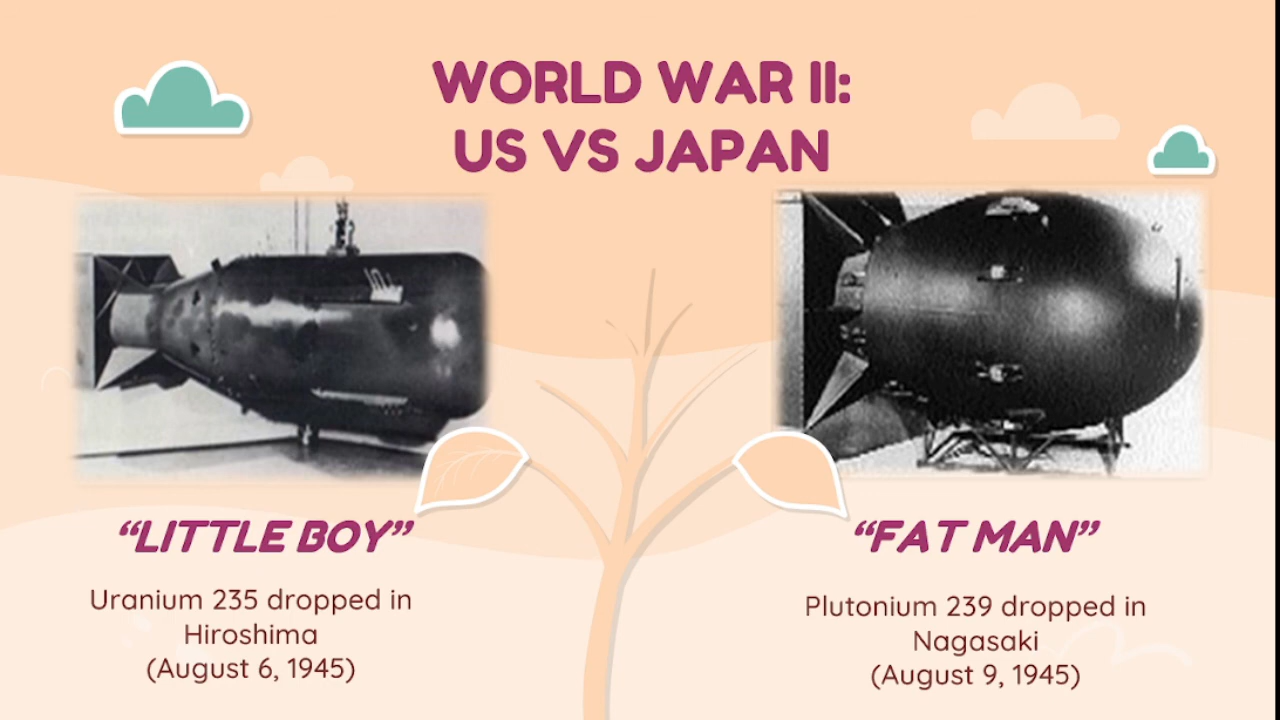 WORLD WAR II:
US VS JAPAN
“LITTLE BOY”
Uranium 235 dropped in
Hiroshima
(August 6, 1945)
“FAT MAN”
Plutonium 239 dropped in
Nagasaki
(August 9, 1945)